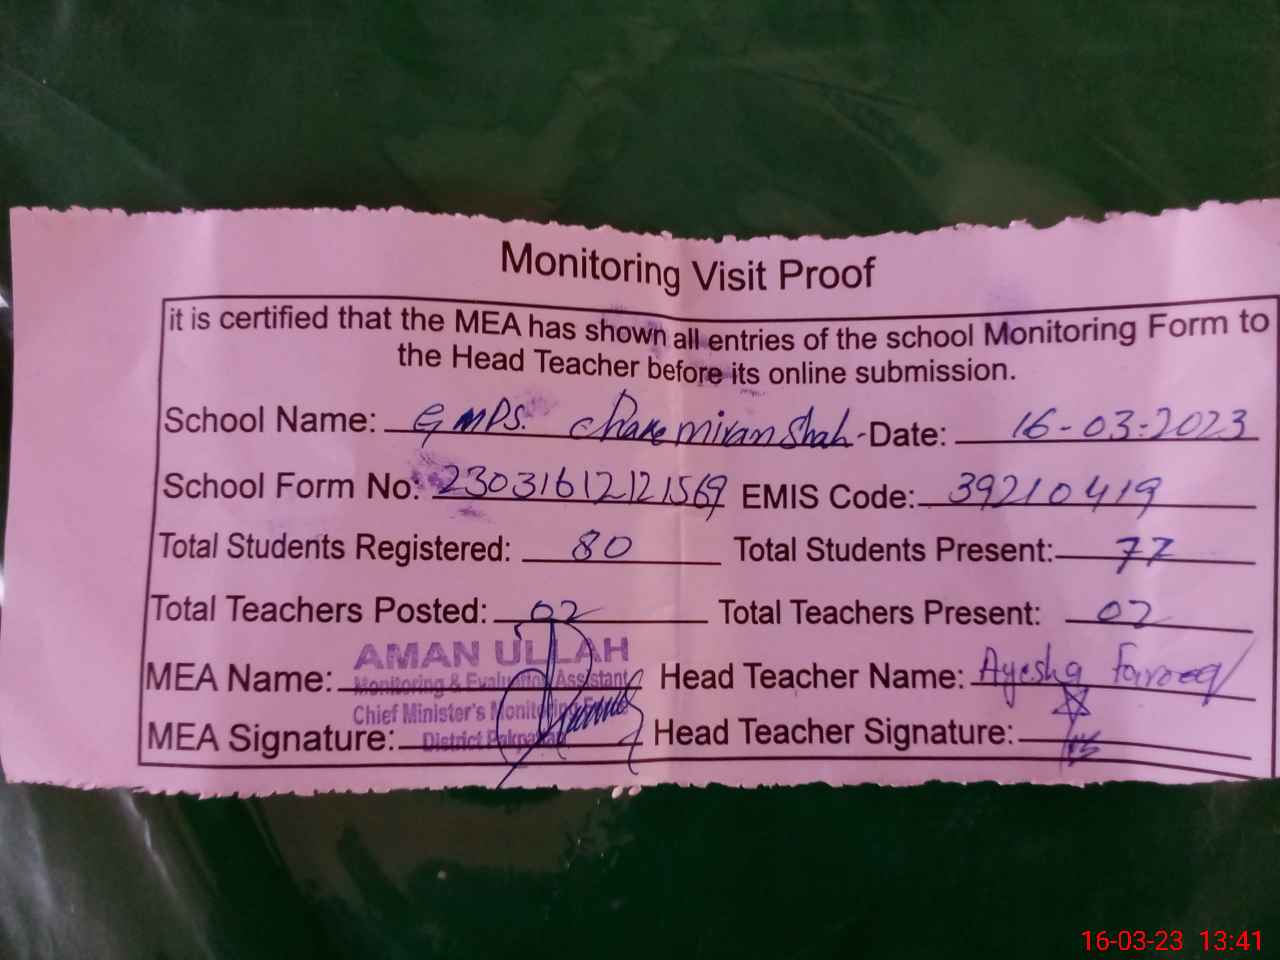 Monitoring Visit Proof
it is certified that the MEA has shown all entries of the school Monitoring Form to
the Head Teacher before its online submission.
School Name: GMPS. Chak miran Shah - Date: 16-03-2023
School Form No: 23031612121569 EMIS Code: 39210419
Total Students Registered: 80 Total Students Present: 77
Total Teachers Posted: 02 Total Teachers Present: 02
AMAN ULLAH
MEA Name: Monitoring & Evaluation Assistant Head Teacher Name: Ayesha Farooq
Chief Minister's Monitoring
MEA Signature: District Pakpattan Head Teacher Signature:
16-03-23 13:41